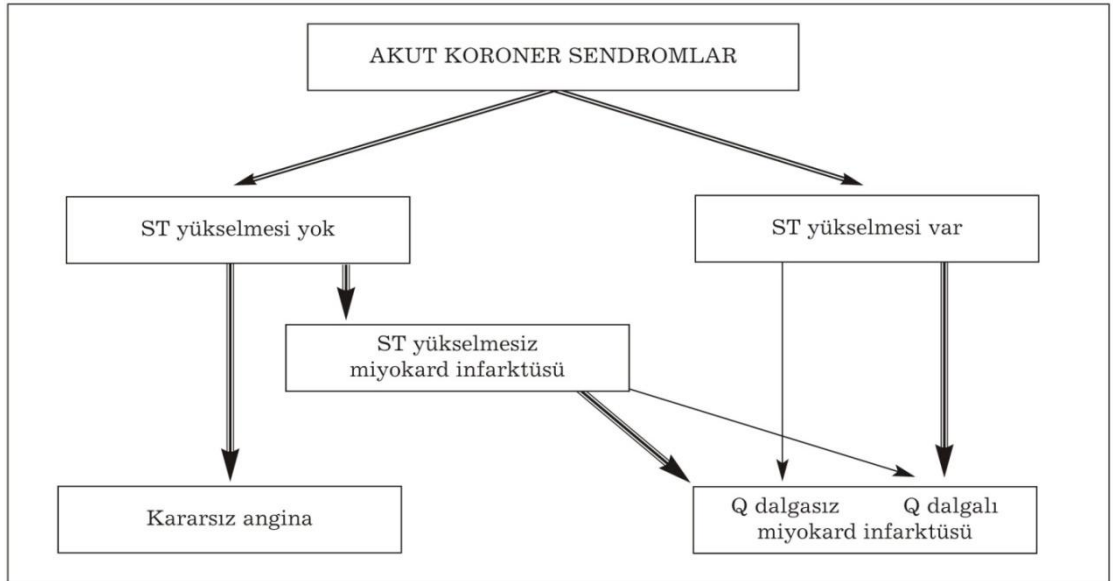 AKUT KORONER SENDROMLAR
ST yükselmesi yok
ST yükselmesi var
ST yükselmesiz
miyokard infarktüsü
Kararsız angina
Q dalgasız Q dalgalı
miyokard infarktüsü